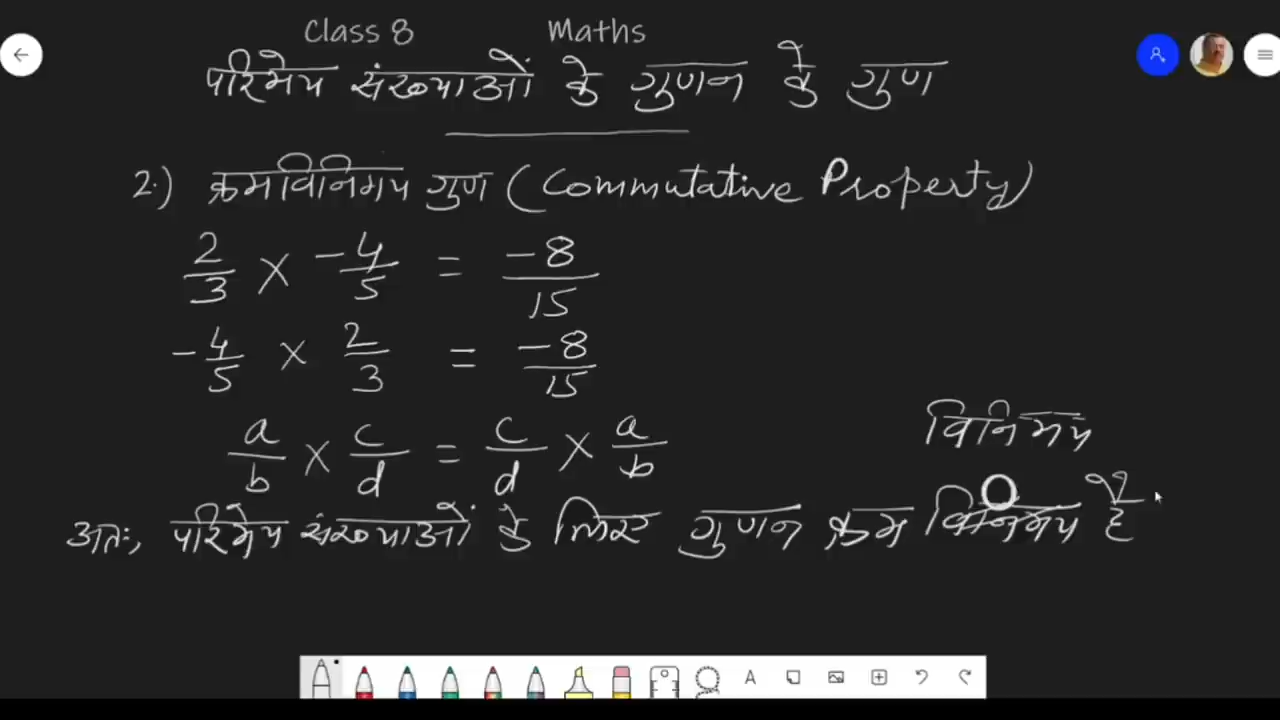 Class 8 Maths
परिमेय संख्याओं के गुणन के गुण
2.) क्रमविनिमय गुण (Commutative Property)
2/3 × -4/5 = -8/15
-4/5 × 2/3 = -8/15
a/b × c/d = c/d × a/b
विनिमय
अतः, परिमेय संख्याओं के लिए गुणन क्रम विनिमय है
A